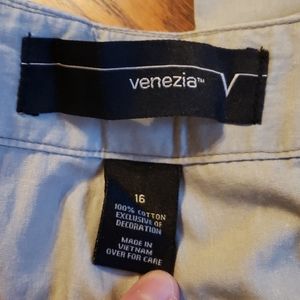 venezia™
16
100% COTTON
EXCLUSIVE OF
DECORATION
MADE IN
VIETNAM
OVER FOR CARE